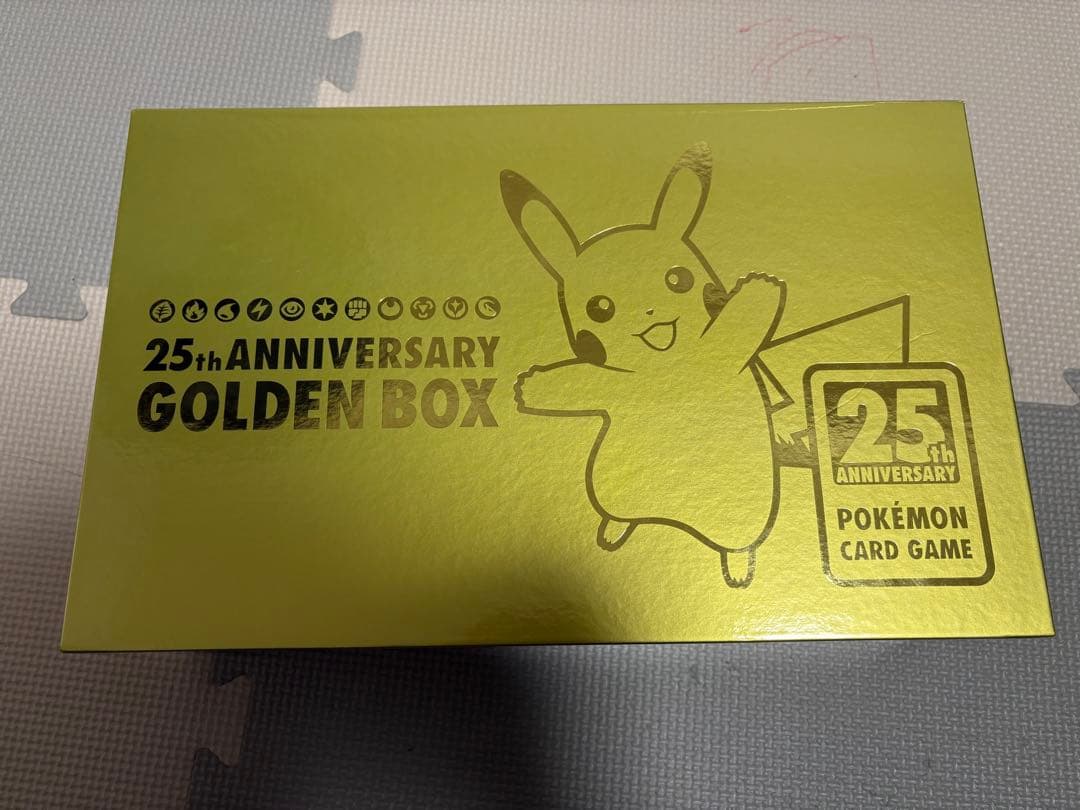 25th ANNIVERSARY
GOLDEN BOX
25th
ANNIVERSARY
POKÉMON
CARD GAME